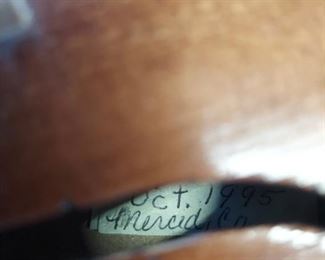 Oct. 1995
Merced, Ca